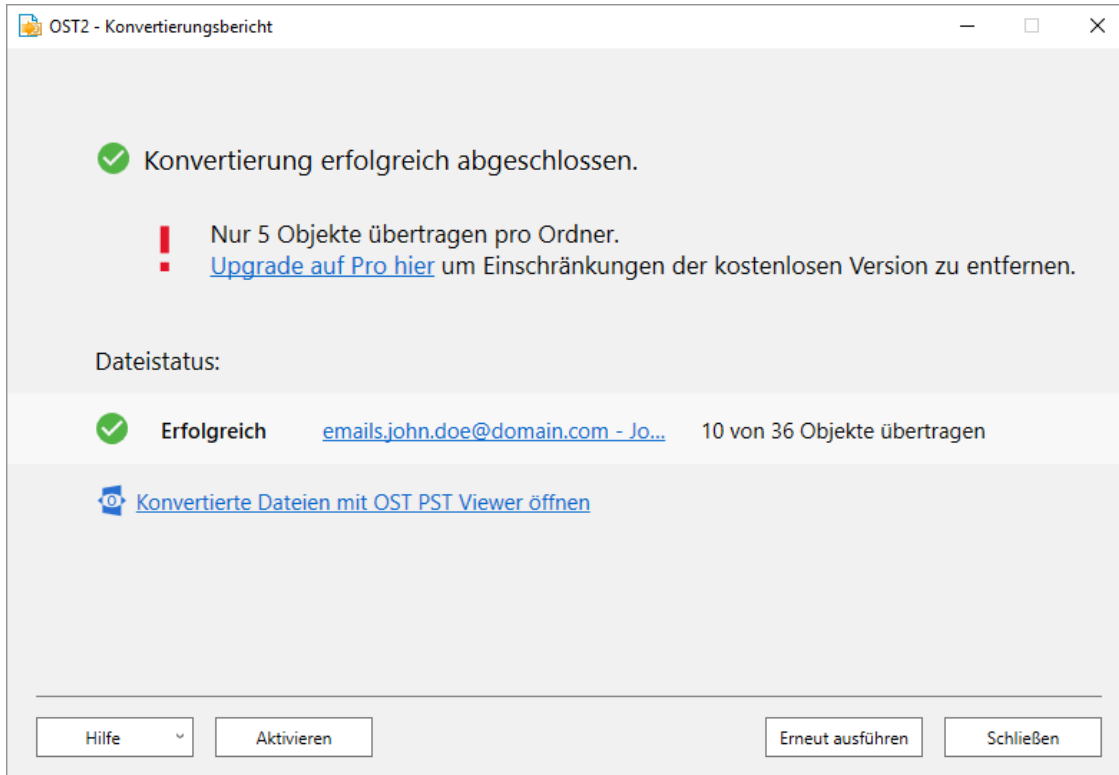 OST2 - Konvertierungsbericht
Konvertierung erfolgreich abgeschlossen.
Nur 5 Objekte übertragen pro Ordner.
Upgrade auf Pro hier um Einschränkungen der kostenlosen Version zu entfernen.
Dateistatus:
Erfolgreich emails.john.doe@domain.com - Jo... 10 von 36 Objekte übertragen
Konvertierte Dateien mit OST PST Viewer öffnen
Hilfe Aktivieren Erneut ausführen Schließen